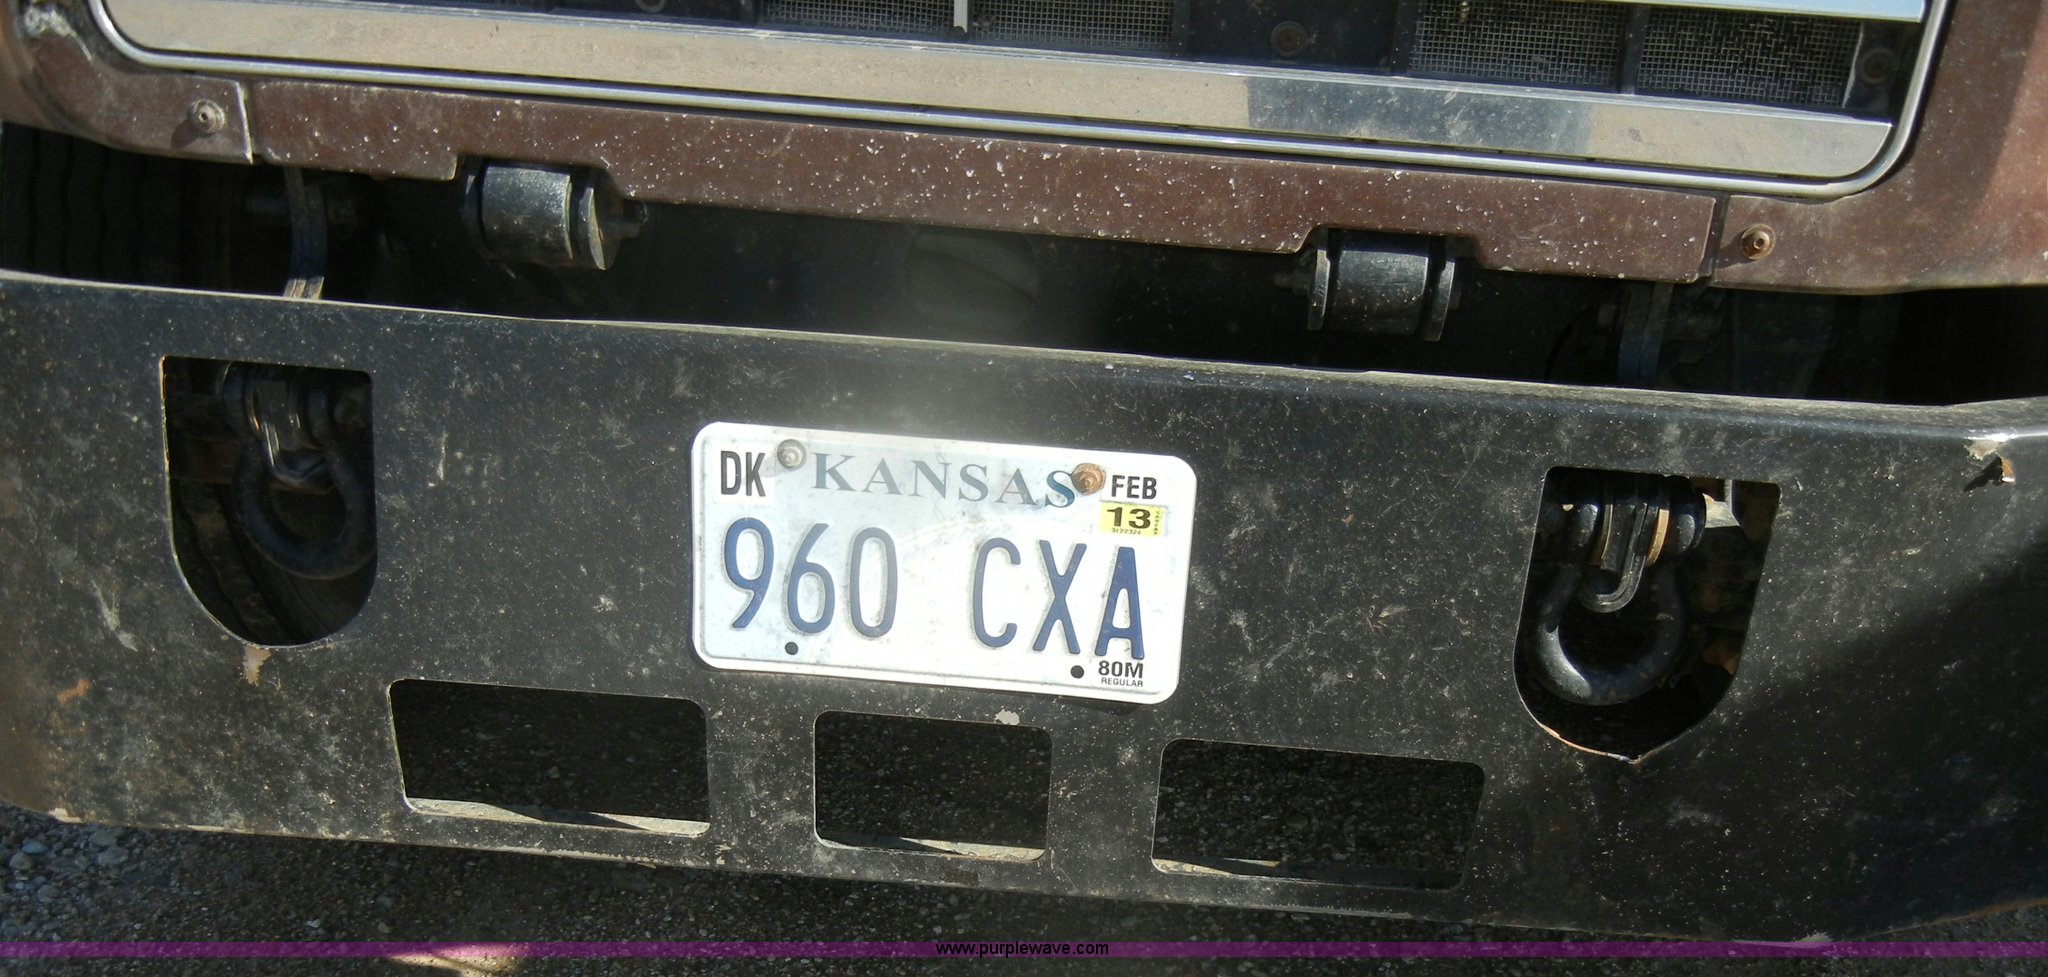 DK KANSAS FEB
13
960 CXA
80M
REGULAR
www.purplewave.com